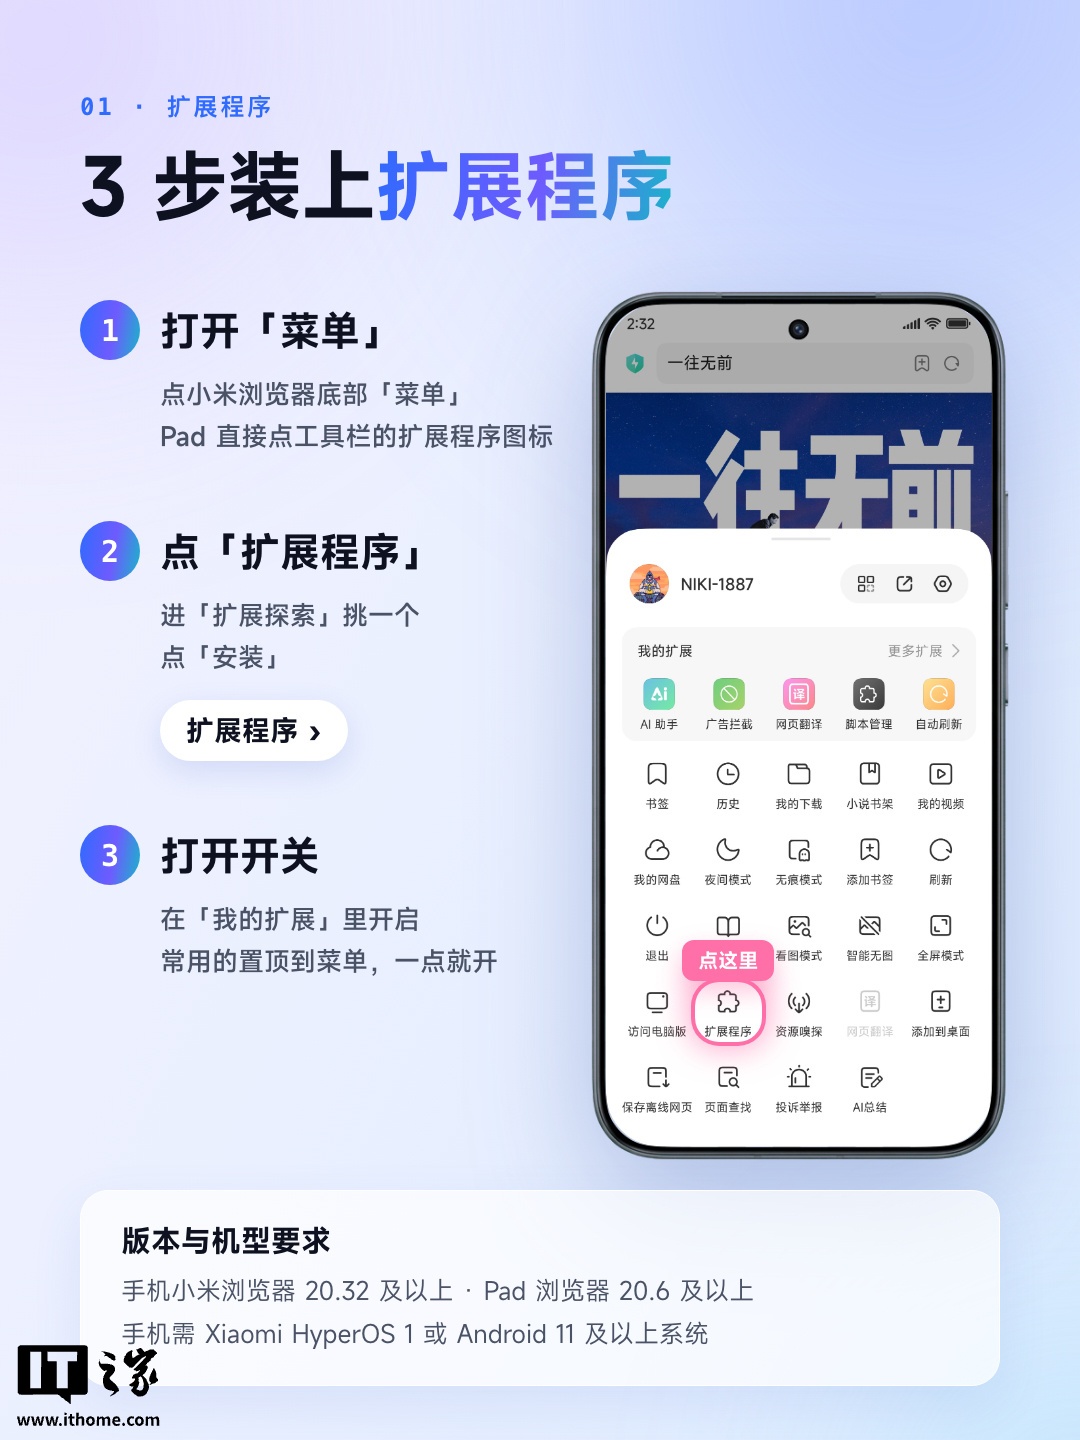 01 · 扩展程序
3 步装上扩展程序
1 打开「菜单」
点小米浏览器底部「菜单」
Pad 直接点工具栏的扩展程序图标
2 点「扩展程序」
进「扩展探索」挑一个
点「安装」
扩展程序 ›
3 打开开关
在「我的扩展」里开启
常用的置顶到菜单，一点就开
2:32
一往无前
一往无前
NIKI-1887
我的扩展 更多扩展 >
Ai 译
AI 助手 广告拦截 网页翻译 脚本管理 自动刷新
书签 历史 我的下载 小说书架 我的视频
我的网盘 夜间模式 无痕模式 添加书签 刷新
退出 看图模式 智能无图 全屏模式
点这里
译
访问电脑版 扩展程序 资源嗅探 网页翻译 添加到桌面
保存离线网页 页面查找 投诉举报 AI总结
版本与机型要求
手机小米浏览器 20.32 及以上 · Pad 浏览器 20.6 及以上
手机需 Xiaomi HyperOS 1 或 Android 11 及以上系统
IT之家
www.ithome.com